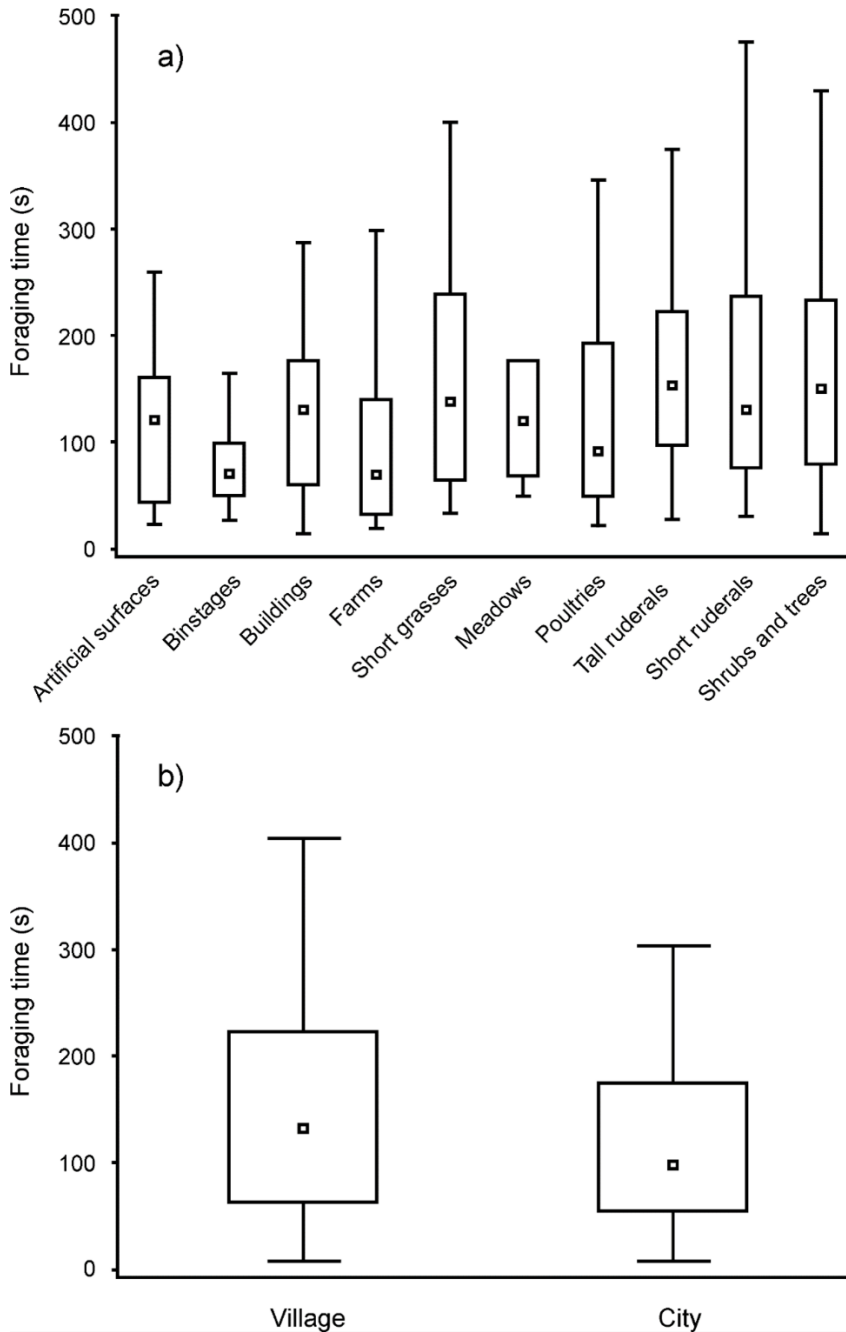 500
a)
400
300
200
100
0
Foraging time (s)
Artificial surfaces
Binstages
Buildings
Farms
Short grasses
Meadows
Poultries
Tall ruderals
Short ruderals
Shrubs and trees
500
b)
400
300
200
100
0
Foraging time (s)
Village City